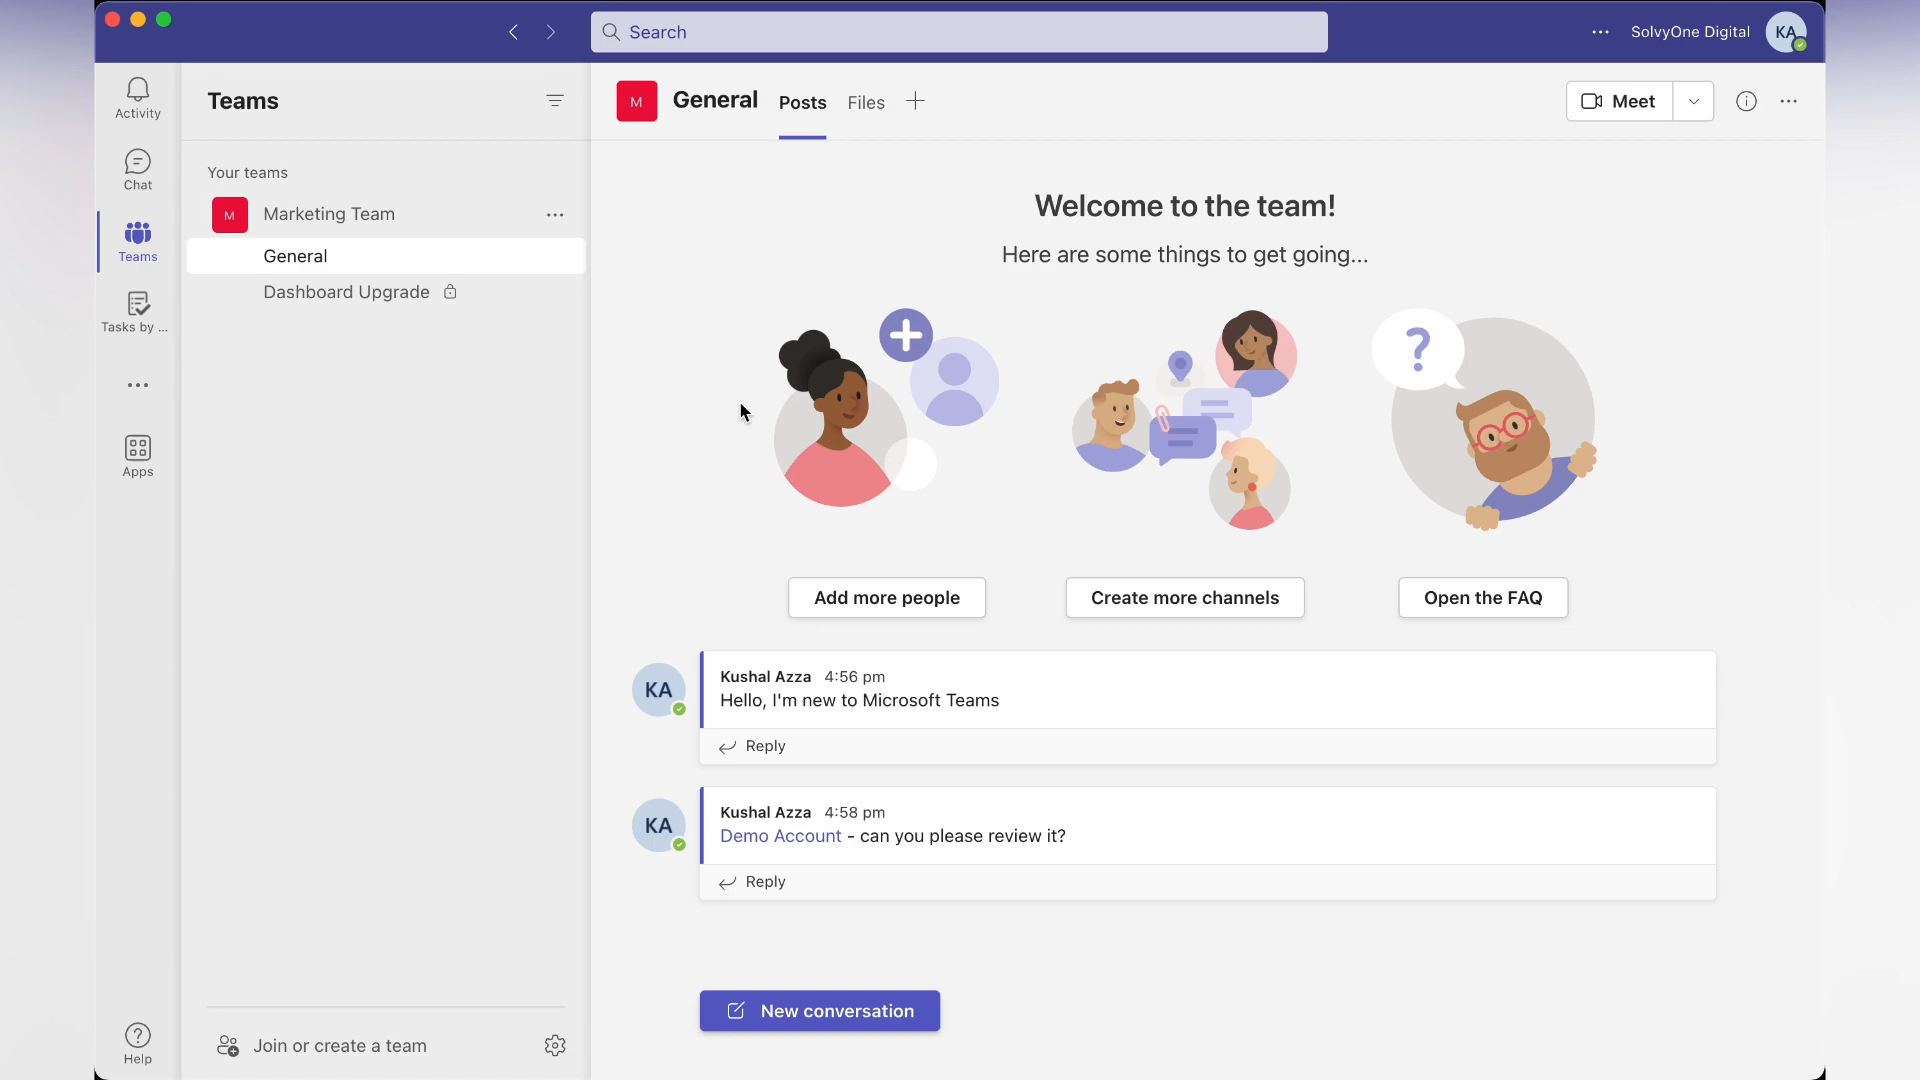 Search
SolvyOne Digital
KA
Activity
Chat
Teams
Tasks by ...
Apps
Help
Teams
Your teams
M
Marketing Team
General
Dashboard Upgrade
Join or create a team
M
General
Posts
Files
Meet
Welcome to the team!
Here are some things to get going...
?
Add more people
Create more channels
Open the FAQ
KA
Kushal Azza 4:56 pm
Hello, I'm new to Microsoft Teams
Reply
KA
Kushal Azza 4:58 pm
Demo Account - can you please review it?
Reply
New conversation